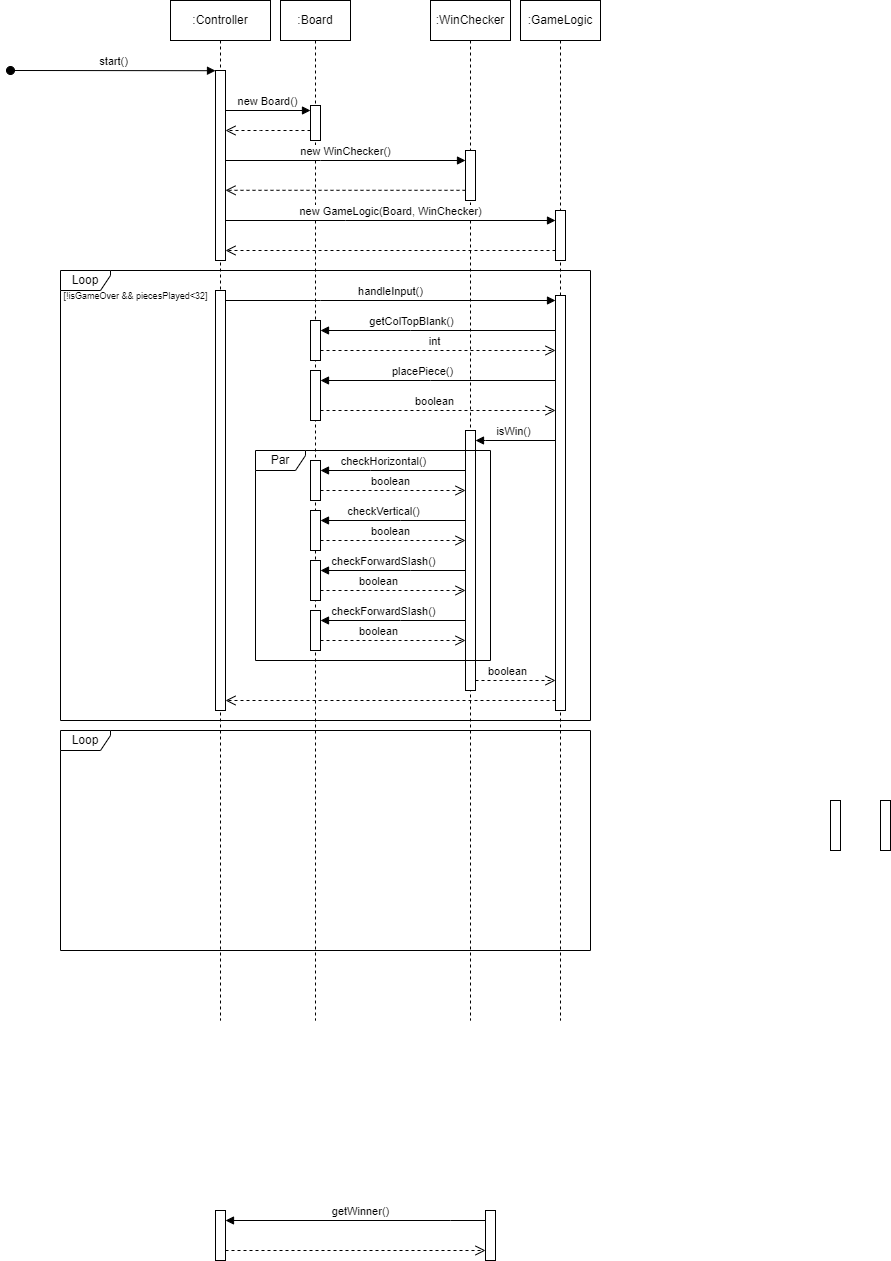 :Controller
:Board
:WinChecker
:GameLogic
start()
new Board()
new WinChecker()
new GameLogic(Board, WinChecker)
Loop
[!isGameOver && piecesPlayed<32]
handleInput()
getColTopBlank()
int
placePiece()
boolean
isWin()
Par
checkHorizontal()
boolean
checkVertical()
boolean
checkForwardSlash()
boolean
checkForwardSlash()
boolean
boolean
Loop
getWinner()